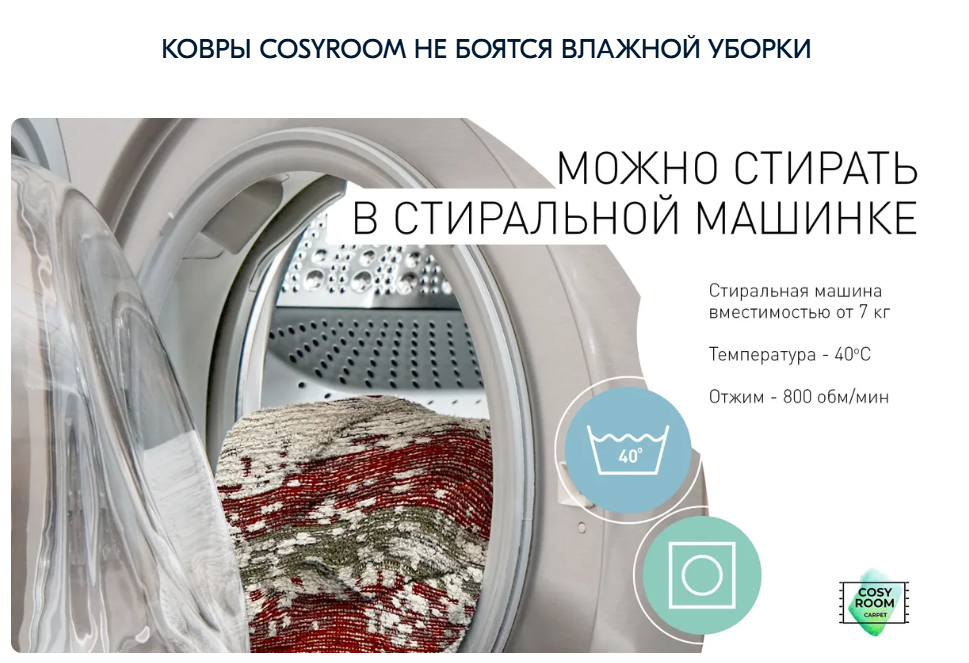 КОВРЫ COSYROOM НЕ БОЯТСЯ ВЛАЖНОЙ УБОРКИ
МОЖНО СТИРАТЬ
В СТИРАЛЬНОЙ МАШИНКЕ
Стиральная машина
вместимостью от 7 кг
Температура - 40ºС
Отжим - 800 обм/мин
40°
COSY
ROOM
CARPET